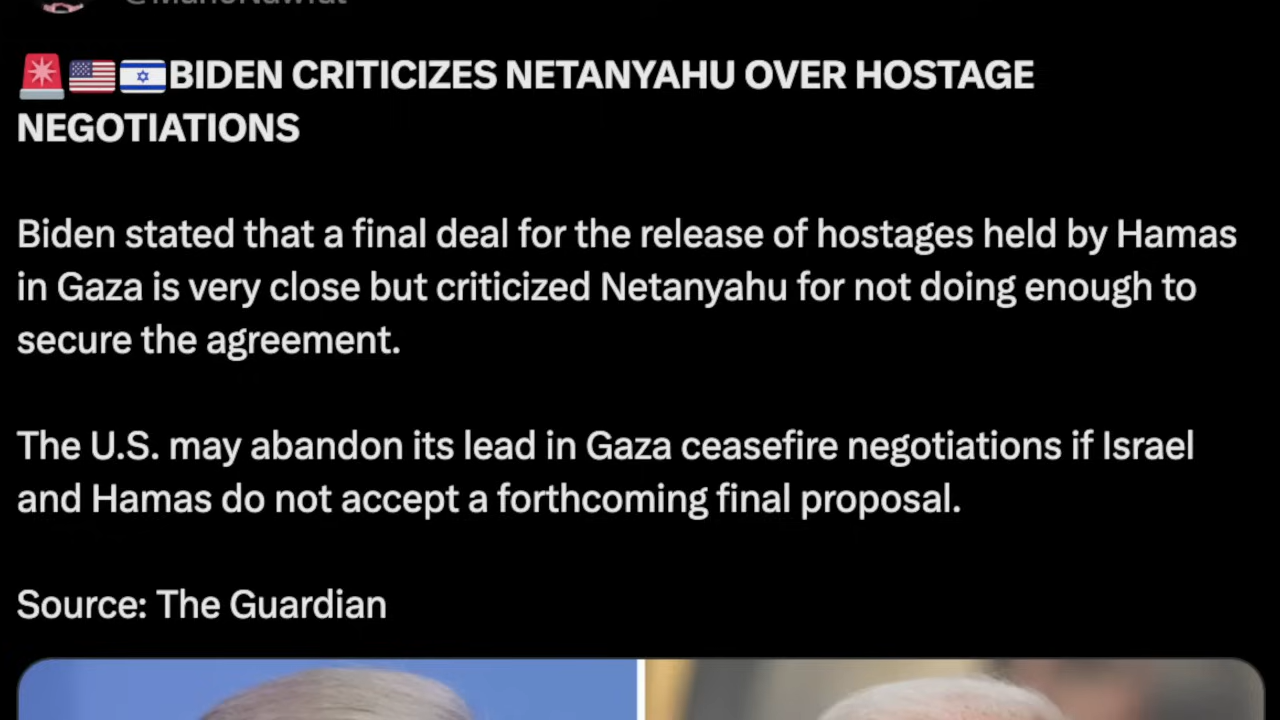 🚨🇺🇸🇮🇱BIDEN CRITICIZES NETANYAHU OVER HOSTAGE
NEGOTIATIONS
Biden stated that a final deal for the release of hostages held by Hamas
in Gaza is very close but criticized Netanyahu for not doing enough to
secure the agreement.
The U.S. may abandon its lead in Gaza ceasefire negotiations if Israel
and Hamas do not accept a forthcoming final proposal.
Source: The Guardian